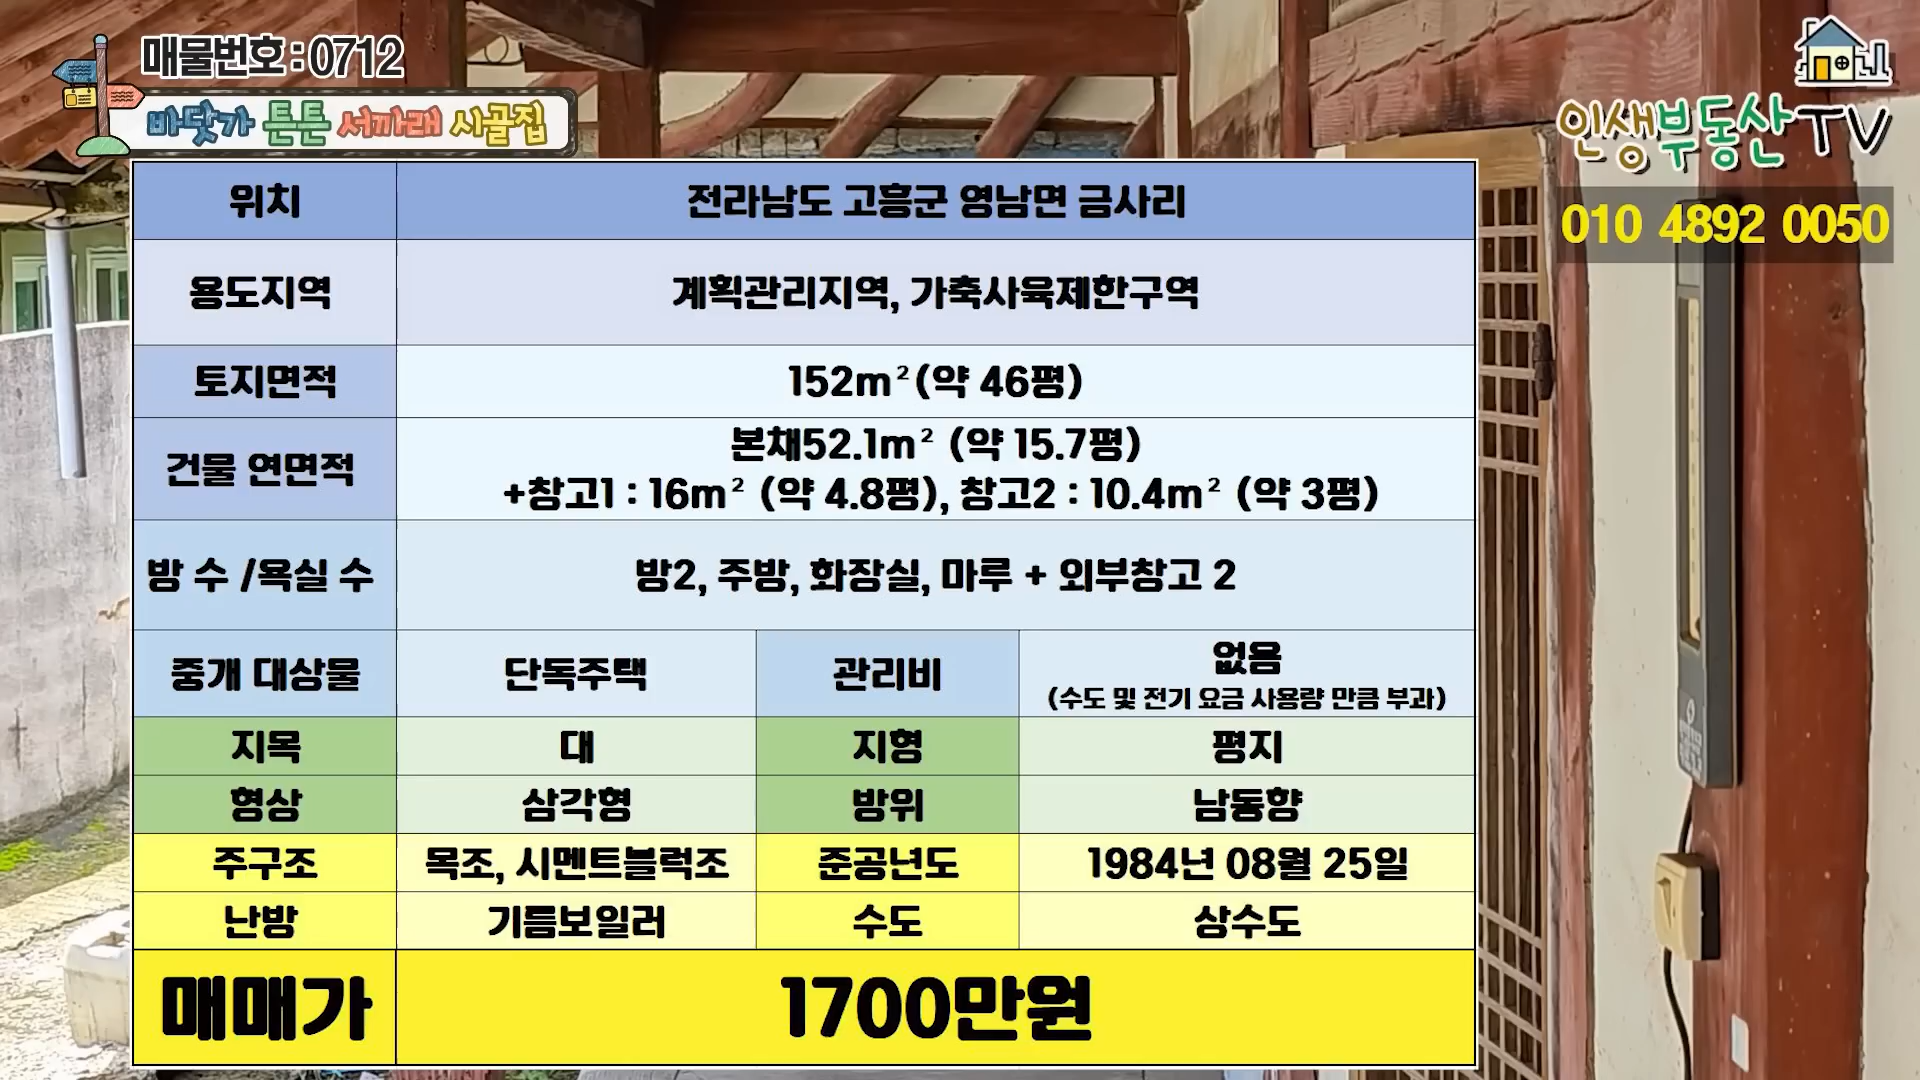 매물번호 : 0712
바닷가 튼튼 서까래 시골집
인생부동산TV
010 4892 0050
위치 전라남도 고흥군 영남면 금사리
용도지역 계획관리지역, 가축사육제한구역
토지면적 152m²(약 46평)
건물 연면적 본채52.1m² (약 15.7평)
+창고1 : 16m² (약 4.8평), 창고2 : 10.4m² (약 3평)
방 수 /욕실 수 방2, 주방, 화장실, 마루 + 외부창고 2
중개 대상물 단독주택 관리비 없음
(수도 및 전기 요금 사용량 만큼 부과)
지목 대 지형 평지
형상 삼각형 방위 남동향
주구조 목조, 시멘트블럭조 준공년도 1984년 08월 25일
난방 기름보일러 수도 상수도
매매가 1700만원